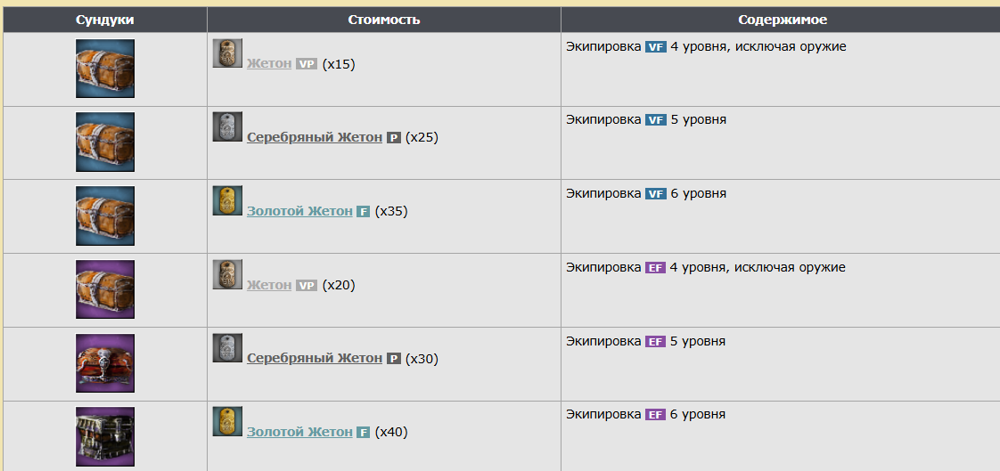 Сундуки Стоимость Содержимое
Жетон VP (x15) Экипировка VF 4 уровня, исключая оружие
Серебряный Жетон P (x25) Экипировка VF 5 уровня
Золотой Жетон F (x35) Экипировка VF 6 уровня
Жетон VP (x20) Экипировка EF 4 уровня, исключая оружие
Серебряный Жетон P (x30) Экипировка EF 5 уровня
Золотой Жетон F (x40) Экипировка EF 6 уровня